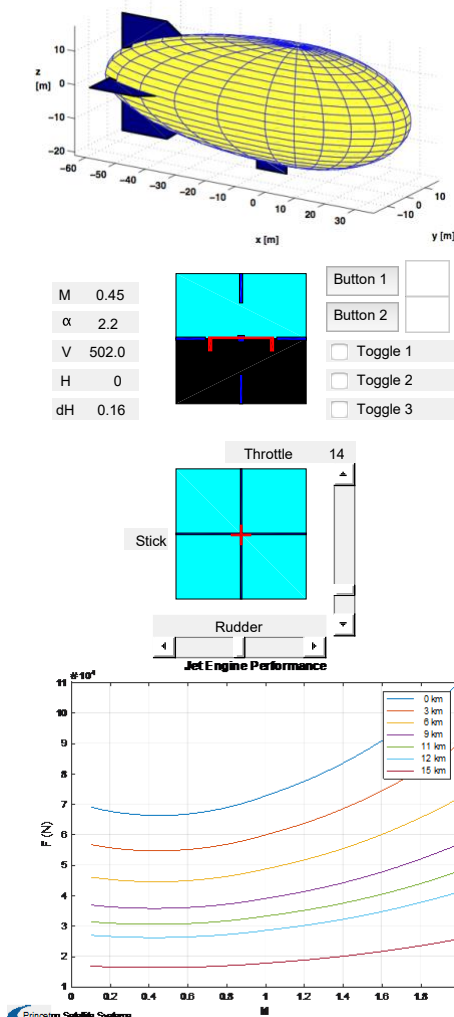 10
z
0
[m]
-10
-20
-60
-50
-40
-30
-20
-10
0
10
20
30
-10
0
10
x [m]
y [m]
Button 1
M 0.45
α 2.2
Button 2
V 502.0
Toggle 1
H 0
Toggle 2
dH 0.16
Toggle 3
Throttle 14
Stick
Rudder
Jet Engine Performance
11
0 km
3 km
10
6 km
9 km
9
11 km
12 km
8
15 km
7
6
F (N)
5
4
3
2
1
0 0.2 0.4 0.6 0.8 1 1.2 1.4 1.6 1.8
M
Princeton Satellite Systems